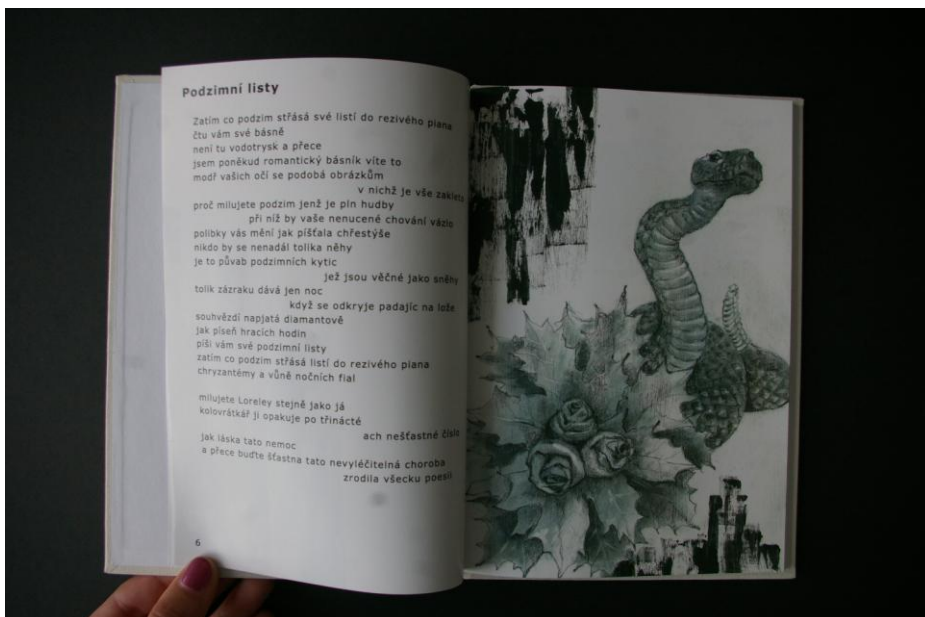 Podzimní listy
Zatím co podzim střásá své listí do rezivého piana
čtu vám své básně
není tu vodotrysk a přece
jsem poněkud romantický básník víte to
modř vašich očí se podobá obrázkům
v nichž je vše zakleto
proč milujete podzim jenž je pln hudby
při níž by vaše nenucené chování vázlo
polibky vás mění jak píšťala chřestýše
nikdo by se nenadál tolika něhy
je to půvab podzimních kytic
jež jsou věčné jako sněhy
tolik zázraku dává jen noc
když se odkryje padajíc na lože
souhvězdí napjatá diamantově
jak píseň hracích hodin
píši vám své podzimní listy
zatím co podzim střásá listí do rezivého piana
chryzantémy a vůně nočních fial
milujete Loreley stejně jako já
kolovrátkář ji opakuje po třinácté
ach nešťastné číslo
jak láska tato nemoc
a přece buďte šťastna tato nevyléčitelná choroba
zrodila všecku poesii
6